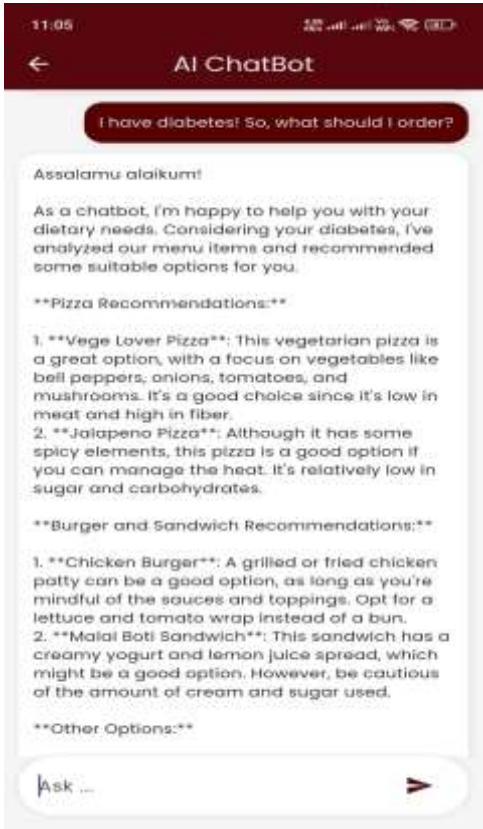 11:05
AI ChatBot
I have diabetes! So, what should I order?
Assalamu alaikum!
As a chatbot, I'm happy to help you with your
dietary needs. Considering your diabetes, I've
analyzed our menu items and recommended
some suitable options for you.
**Pizza Recommendations:**
1. **Vege Lover Pizza**: This vegetarian pizza is
a great option, with a focus on vegetables like
bell peppers, onions, tomatoes, and
mushrooms. It's a good choice since it's low in
meat and high in fiber.
2. **Jalapeno Pizza**: Although it has some
spicy elements, this pizza is a good option if
you can manage the heat. It's relatively low in
sugar and carbohydrates.
**Burger and Sandwich Recommendations:**
1. **Chicken Burger**: A grilled or fried chicken
patty can be a good option, as long as you're
mindful of the sauces and toppings. Opt for a
lettuce and tomato wrap instead of a bun.
2. **Malai Boti Sandwich**: This sandwich has a
creamy yogurt and lemon juice spread, which
might be a good option. However, be cautious
of the amount of cream and sugar used.
**Other Options:**
Ask ...